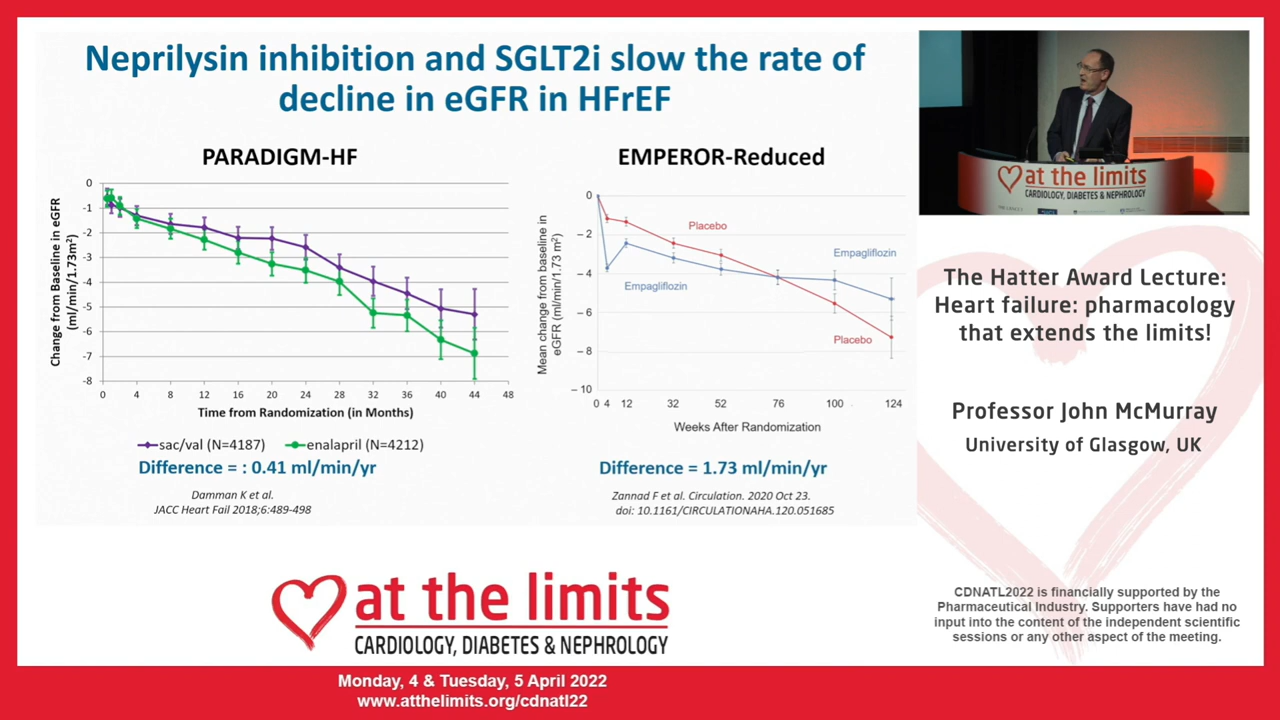 Neprilysin inhibition and SGLT2i slow the rate of
decline in eGFR in HFrEF
PARADIGM-HF
Change from Baseline in eGFR
(ml/min/1.73m²)
0
-1
-2
-3
-4
-5
-6
-7
-8
0 4 8 12 16 20 24 28 32 36 40 44 48
Time from Randomization (in Months)
sac/val (N=4187) enalapril (N=4212)
Difference = : 0.41 ml/min/yr
Damman K et al.
JACC Heart Fail 2018;6:489-498
EMPEROR-Reduced
Mean change from baseline in
eGFR (ml/min/1.73 m²)
0
– 2
– 4
– 6
– 8
– 10
Placebo
Empagliflozin
Empagliflozin
Placebo
0 4 12 32 52 76 100 124
Weeks After Randomization
Difference = 1.73 ml/min/yr
Zannad F et al. Circulation. 2020 Oct 23.
doi: 10.1161/CIRCULATIONAHA.120.051685
at the limits
CARDIOLOGY, DIABETES & NEPHROLOGY
The Hatter Award Lecture:
Heart failure: pharmacology
that extends the limits!
Professor John McMurray
University of Glasgow, UK
CDNATL2022 is financially supported by the
Pharmaceutical Industry. Supporters have had no
input into the content of the independent scientific
sessions or any other aspect of the meeting.
at the limits
CARDIOLOGY, DIABETES & NEPHROLOGY
Monday, 4 & Tuesday, 5 April 2022
www.atthelimits.org/cdnatl22